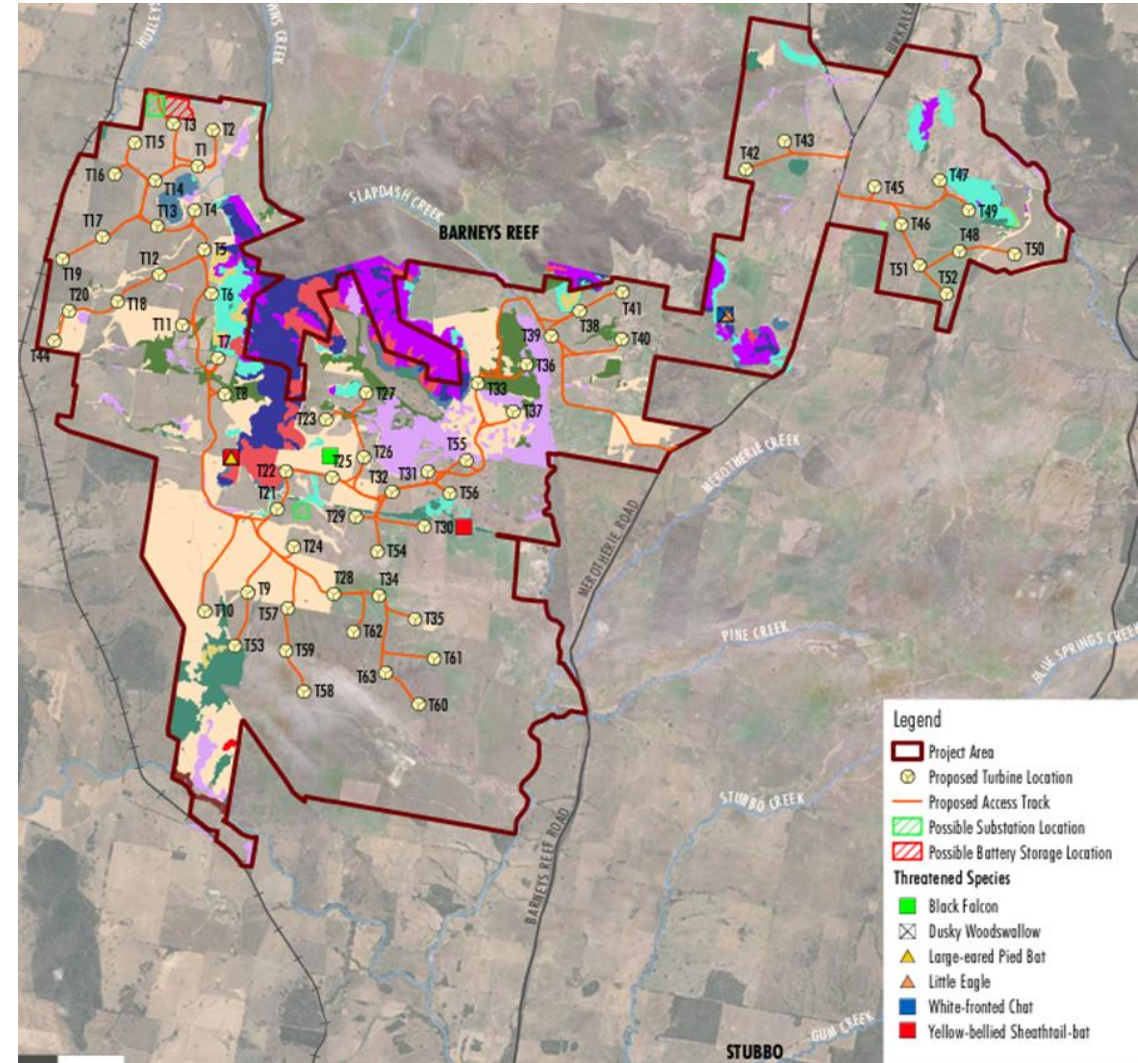 HUXLEYS
WBS CREEK
BIRKALLA
T3
T2
T15
T1
T16
T14
T43
T42
T47
T45
SLAPDASH CREEK
T13
T4
T49
T46
BARNEYS REEF
T17
T5
T48
T50
T19
T12
T51
T52
T20
T18
T6
T41
T38
T11
T39
T40
T44
T7
T36
T33
T8
T27
T37
T23
T26
T55
MEROTHERIE CREEK
T22
T25
T31
T32
T21
T56
T29
T30
T24
T54
MEROTHERIE ROAD
T9
T28
T34
T10
T57
T35
T62
PINE CREEK
T53
T59
T61
BLUE SPRINGS CREEK
T63
T58
T60
STUBBO CREEK
BARNEYS REEF ROAD
GUM CREEK
STUBBO
Legend
Project Area
Proposed Turbine Location
Proposed Access Track
Possible Substation Location
Possible Battery Storage Location
Threatened Species
Black Falcon
Dusky Woodswallow
Large-eared Pied Bat
Little Eagle
White-fronted Chat
Yellow-bellied Sheathtail-bat